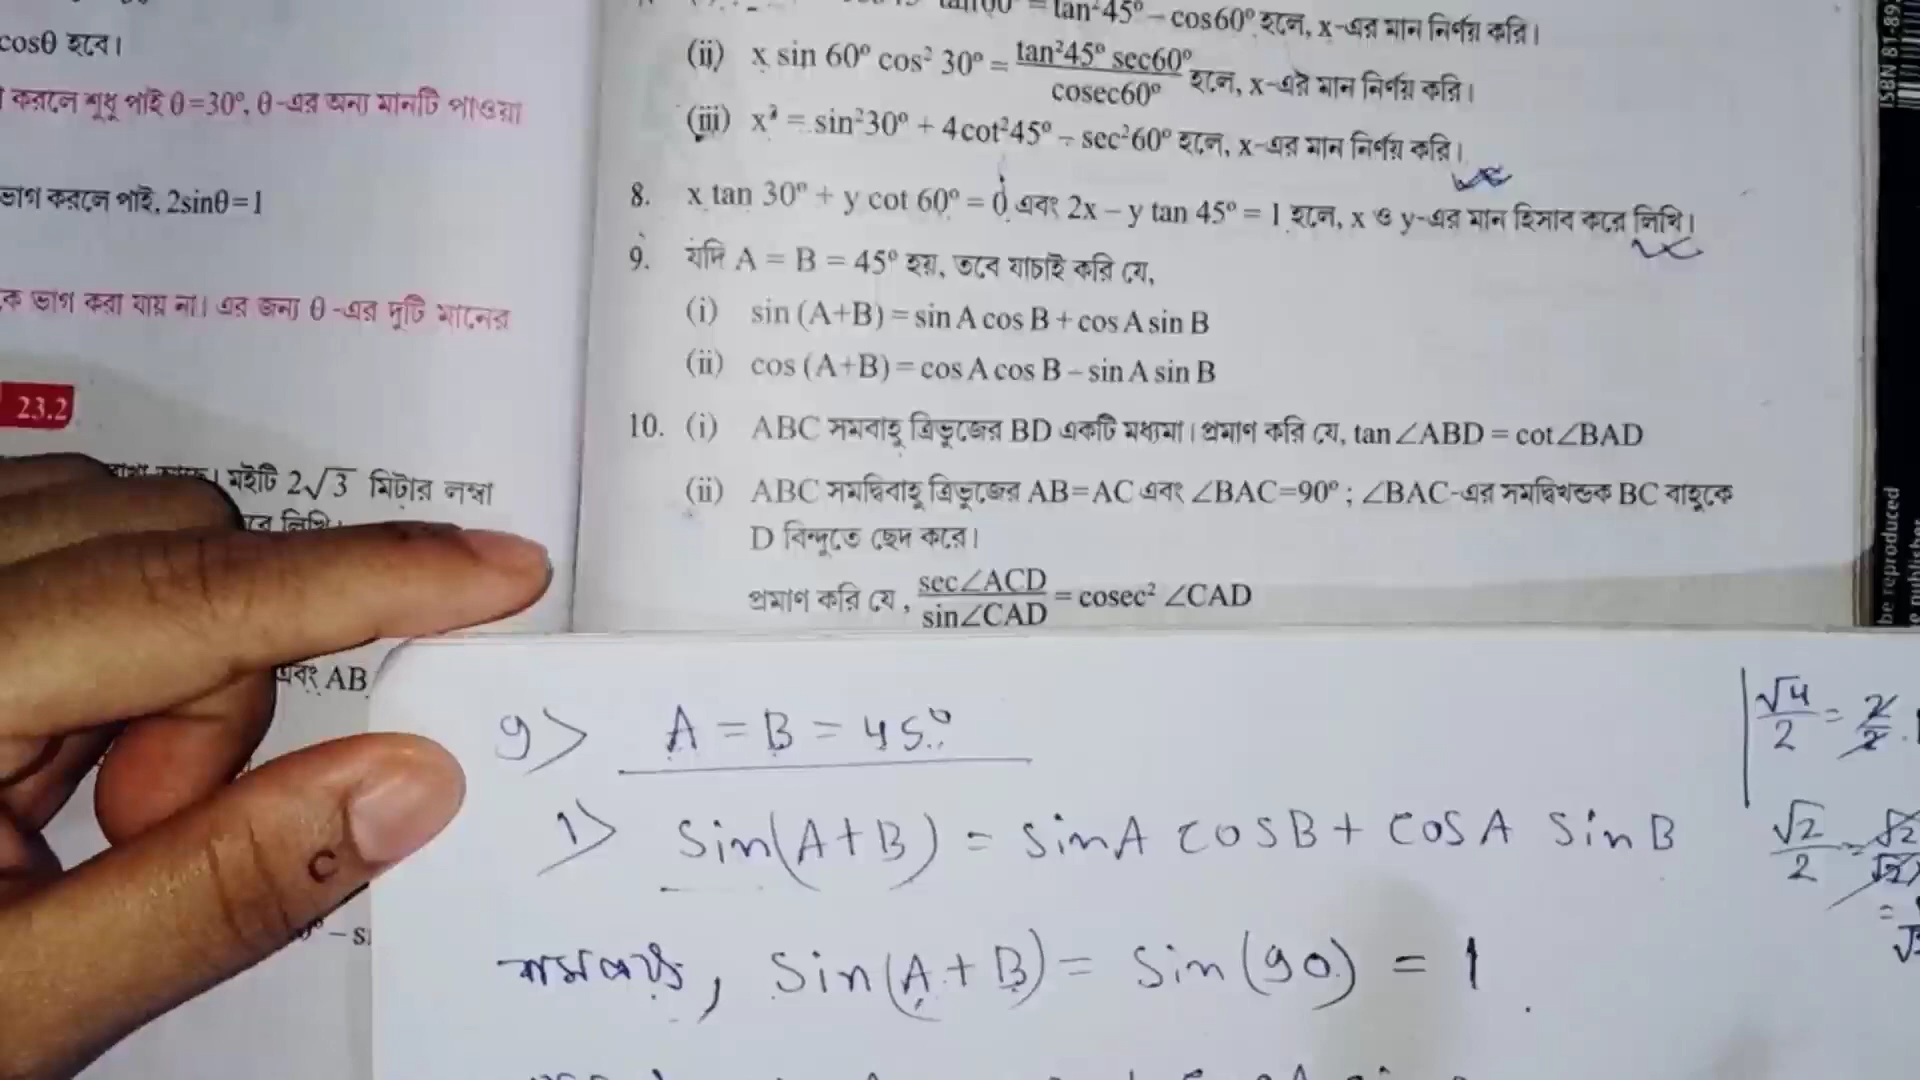 cosθ হবে।
করলে শুধু পাই θ=30°, θ-এর অন্য মানটি পাওয়া
ভাগ করলে পাই, 2sinθ=1
কে ভাগ করা যায় না। এর জন্য θ-এর দুটি মানের
23.2
মইটি 2√3 মিটার লম্বা
লিখি।
এবং AB
tan²45° – cos60° হলে, x-এর মান নির্ণয় করি।
(ii) x sin 60° cos² 30° = tan²45° sec60° / cosec60° হলে, x-এর মান নির্ণয় করি।
(iii) x² = sin²30° + 4cot²45° – sec²60° হলে, x-এর মান নির্ণয় করি।
8. x tan 30° + y cot 60° = 0 এবং 2x – y tan 45° = 1 হলে, x ও y-এর মান হিসাব করে লিখি।
9. যদি A = B = 45° হয়, তবে যাচাই করি যে,
(i) sin (A+B) = sin A cos B + cos A sin B
(ii) cos (A+B) = cos A cos B – sin A sin B
10. (i) ABC সমবাহু ত্রিভুজের BD একটি মধ্যমা। প্রমাণ করি যে, tan∠ABD = cot∠BAD
(ii) ABC সমদ্বিবাহু ত্রিভুজের AB=AC এবং ∠BAC=90° ; ∠BAC-এর সমদ্বিখন্ডক BC বাহুকে
D বিন্দুতে ছেদ করে।
প্রমাণ করি যে, sec∠ACD / sin∠CAD = cosec² ∠CAD
ISBN 81-89
be reproduced
publisher
9> A = B = 45°
1> Sin(A+B) = sinA cosB + cosA sinB
বামপক্ষ, Sin(A+B) = Sin(90) = 1
√4/2 = 2/2
√2/2 =